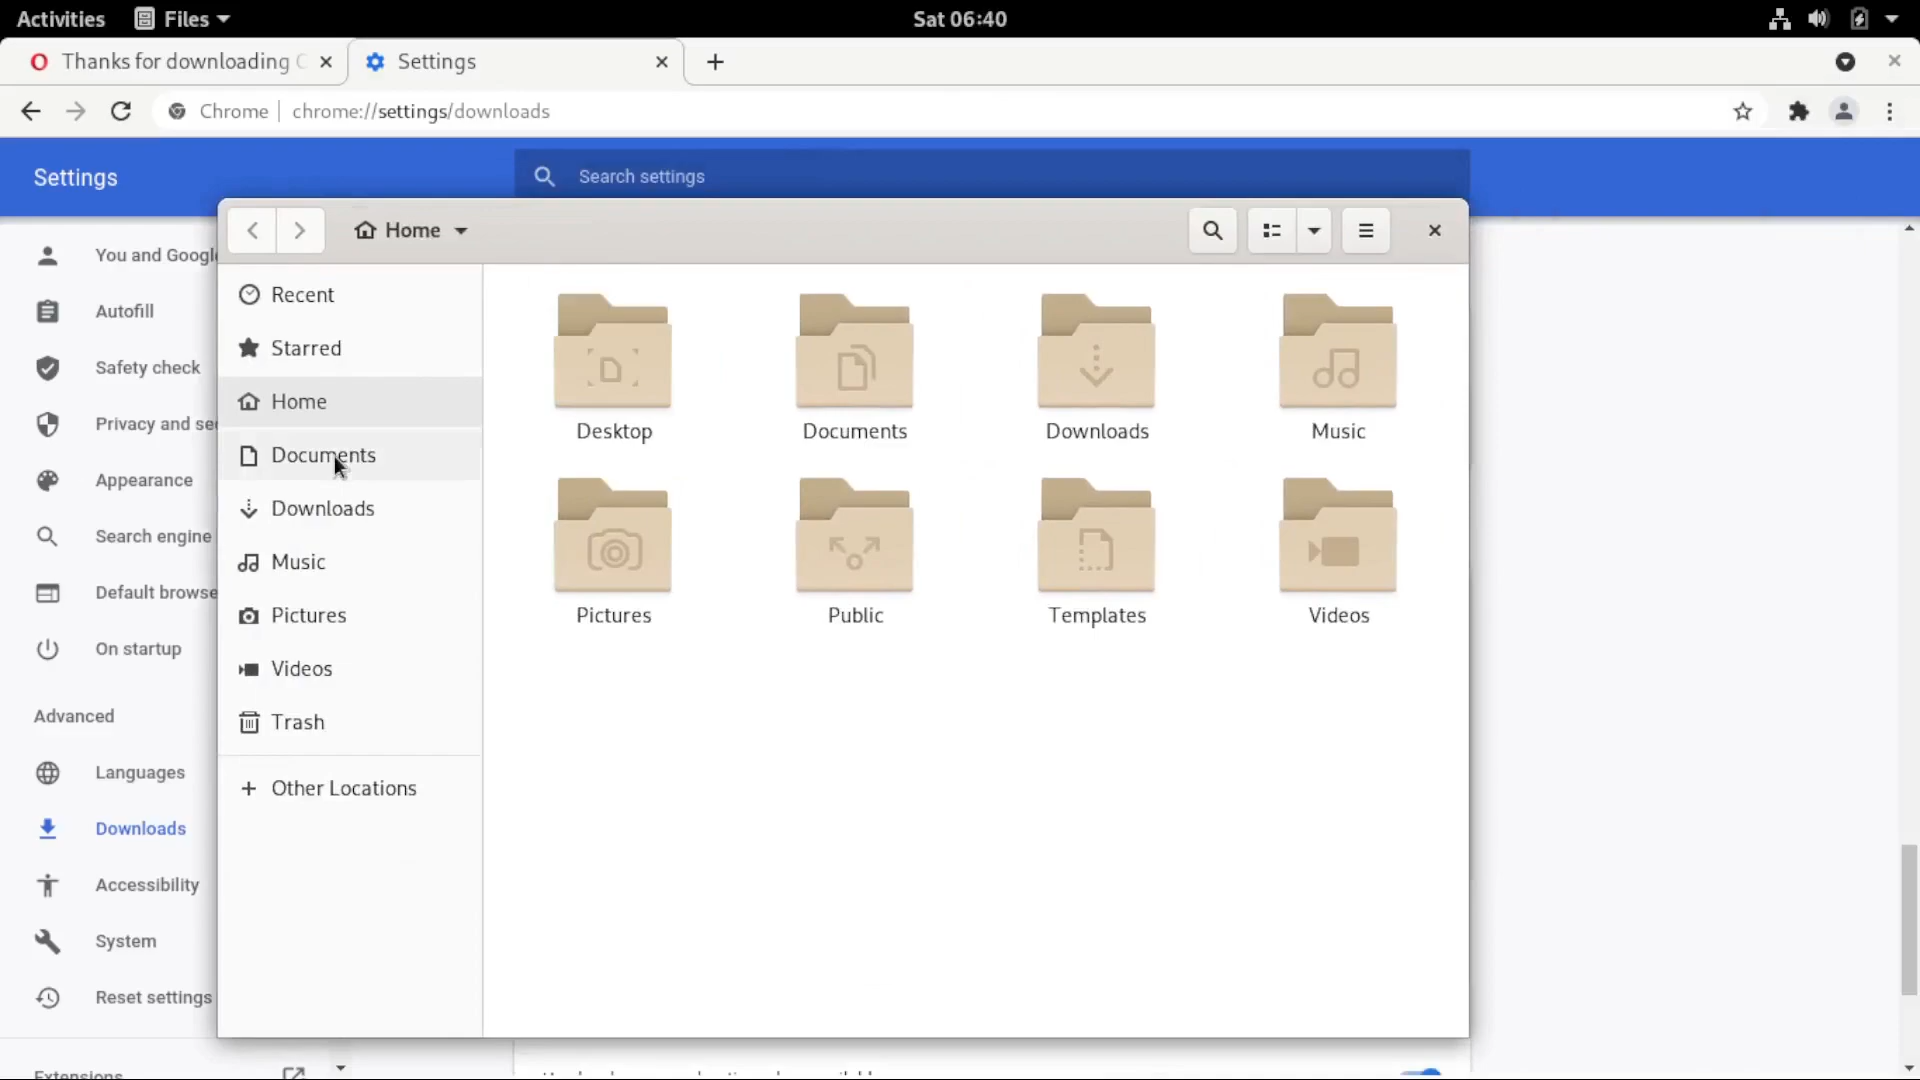 Activities Files Sat 06:40
Thanks for downloading Settings
Chrome chrome://settings/downloads
Settings Search settings
Home
You and Google
Autofill
Safety check
Privacy and sec
Appearance
Search engine
Default browse
On startup
Advanced
Languages
Downloads
Accessibility
System
Reset settings
Extensions
Recent
Starred
Home
Documents
Downloads
Music
Pictures
Videos
Trash
Other Locations
Desktop Documents Downloads Music
Pictures Public Templates Videos